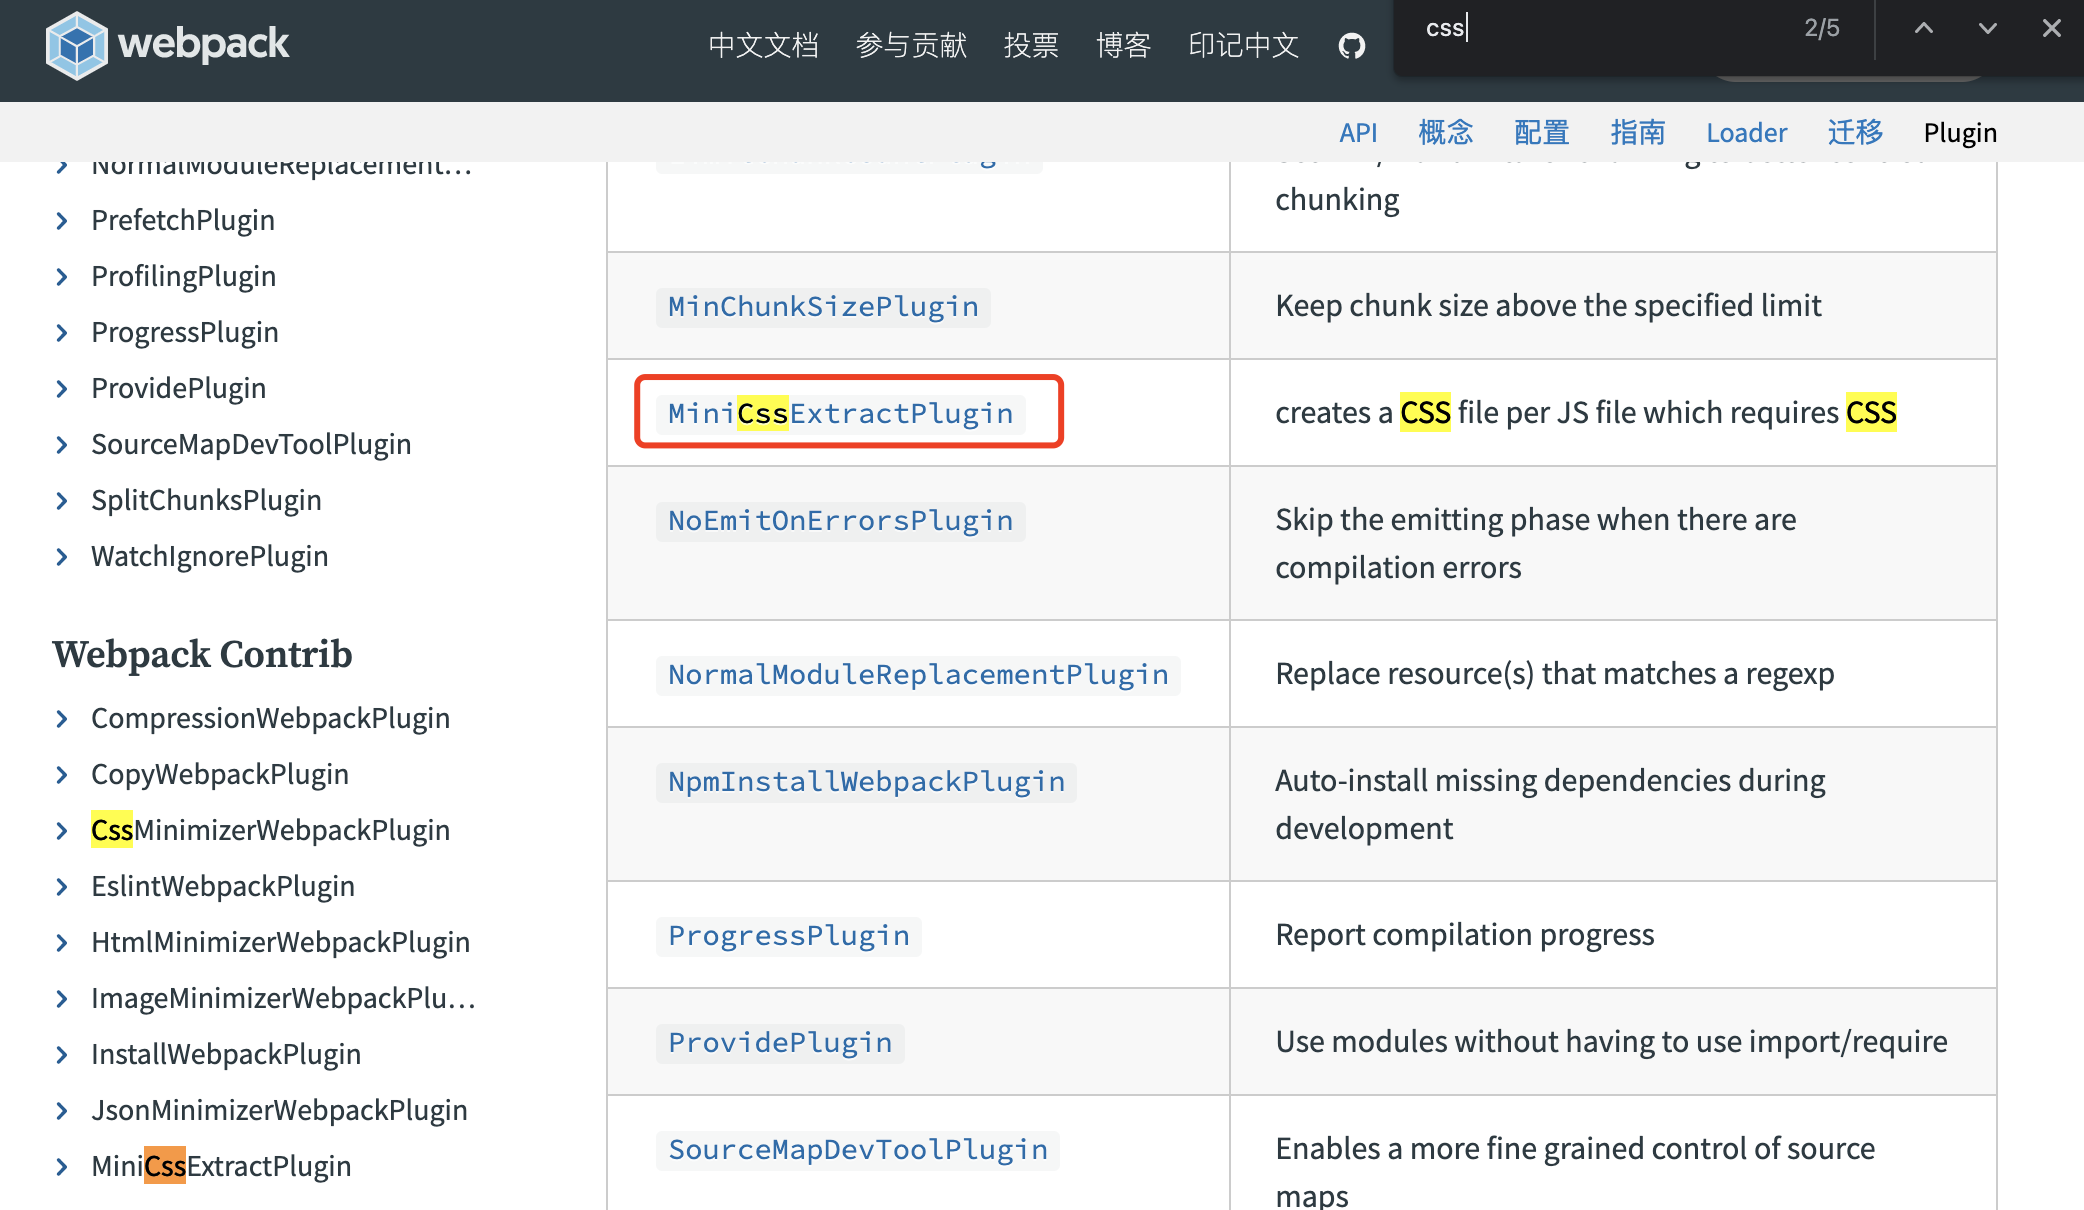 webpack
中文文档 参与贡献 投票 博客 印记中文
css 2/5
API 概念 配置 指南 Loader 迁移 Plugin
NormalModuleReplacement...
PrefetchPlugin
ProfilingPlugin
ProgressPlugin
ProvidePlugin
SourceMapDevToolPlugin
SplitChunksPlugin
WatchIgnorePlugin
Webpack Contrib
CompressionWebpackPlugin
CopyWebpackPlugin
CssMinimizerWebpackPlugin
EslintWebpackPlugin
HtmlMinimizerWebpackPlugin
ImageMinimizerWebpackPlu...
InstallWebpackPlugin
JsonMinimizerWebpackPlugin
MiniCssExtractPlugin
chunking
MinChunkSizePlugin
Keep chunk size above the specified limit
MiniCssExtractPlugin
creates a CSS file per JS file which requires CSS
NoEmitOnErrorsPlugin
Skip the emitting phase when there are
compilation errors
NormalModuleReplacementPlugin
Replace resource(s) that matches a regexp
NpmInstallWebpackPlugin
Auto-install missing dependencies during
development
ProgressPlugin
Report compilation progress
ProvidePlugin
Use modules without having to use import/require
SourceMapDevToolPlugin
Enables a more fine grained control of source
maps